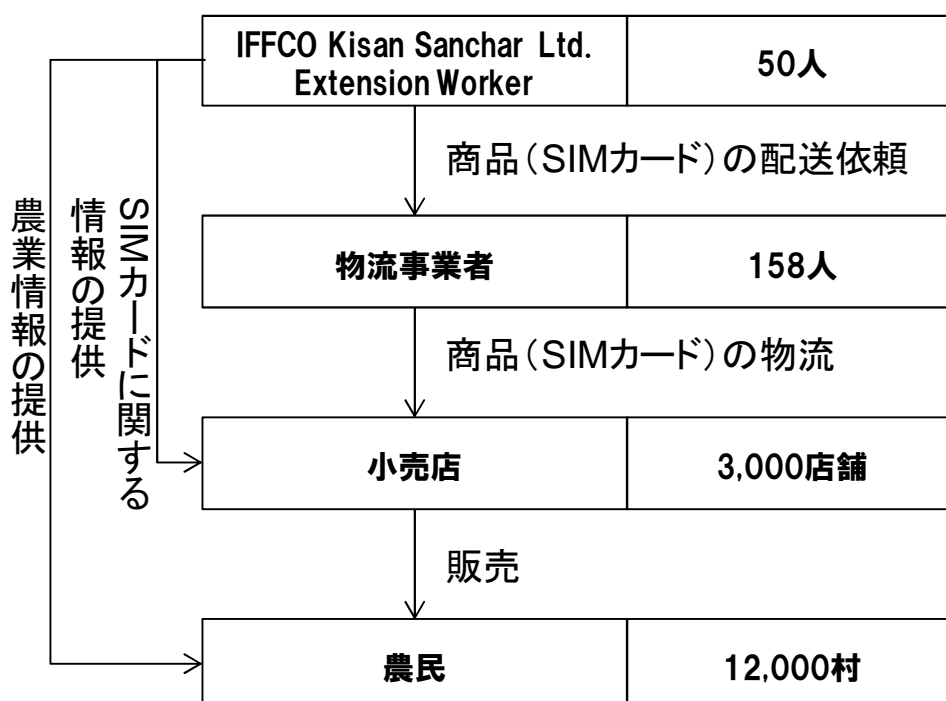 IFFCO Kisan Sanchar Ltd.
Extension Worker
50人
商品（SIMカード）の配送依頼
物流事業者
158人
商品（SIMカード）の物流
小売店
3,000店舗
販売
農民
12,000村
SIMカードに関する
情報の提供
農業情報の提供